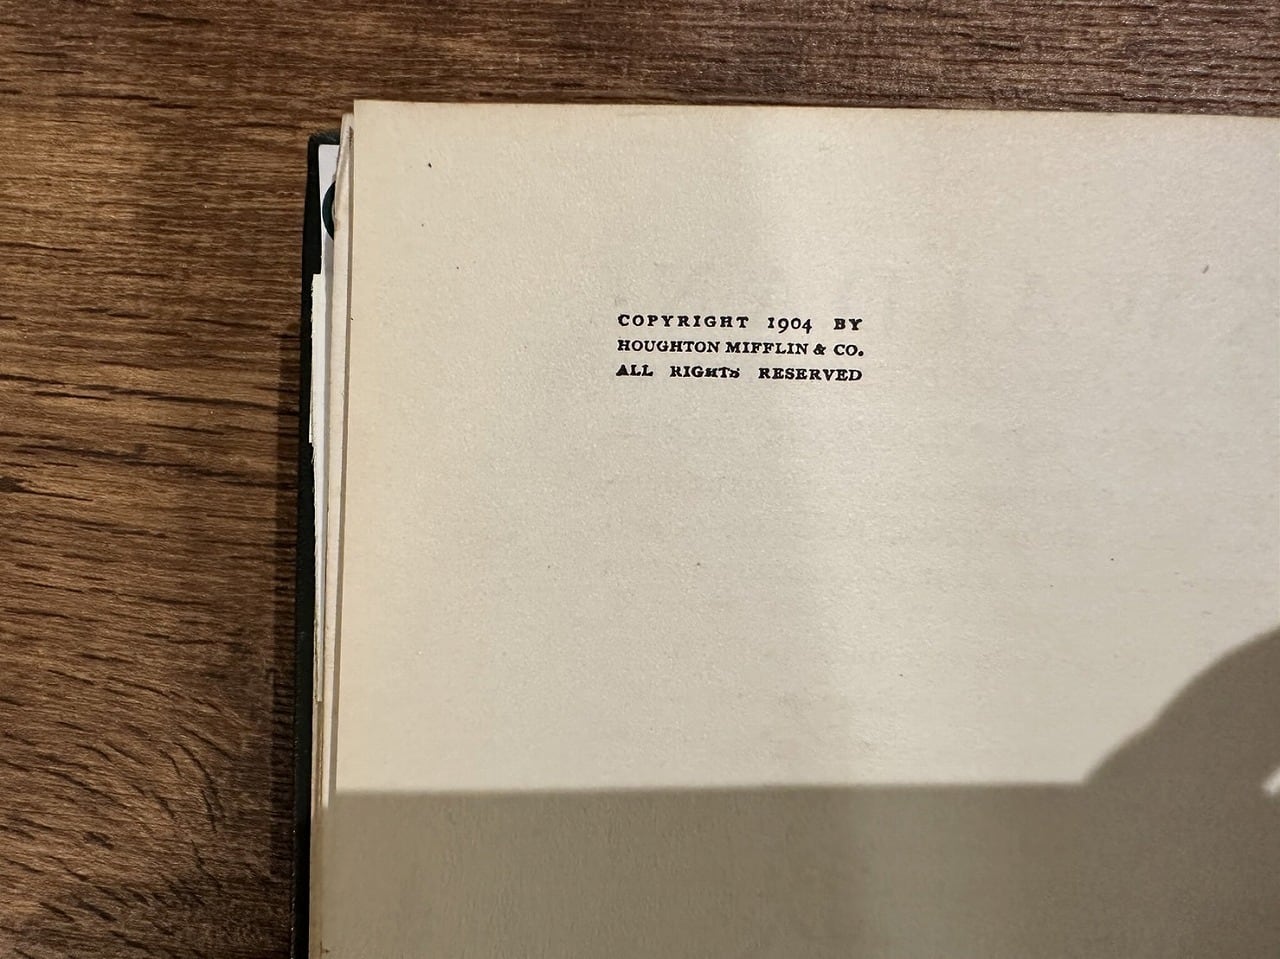 COPYRIGHT 1904 BY
HOUGHTON MIFFLIN & CO.
ALL RIGHTS RESERVED